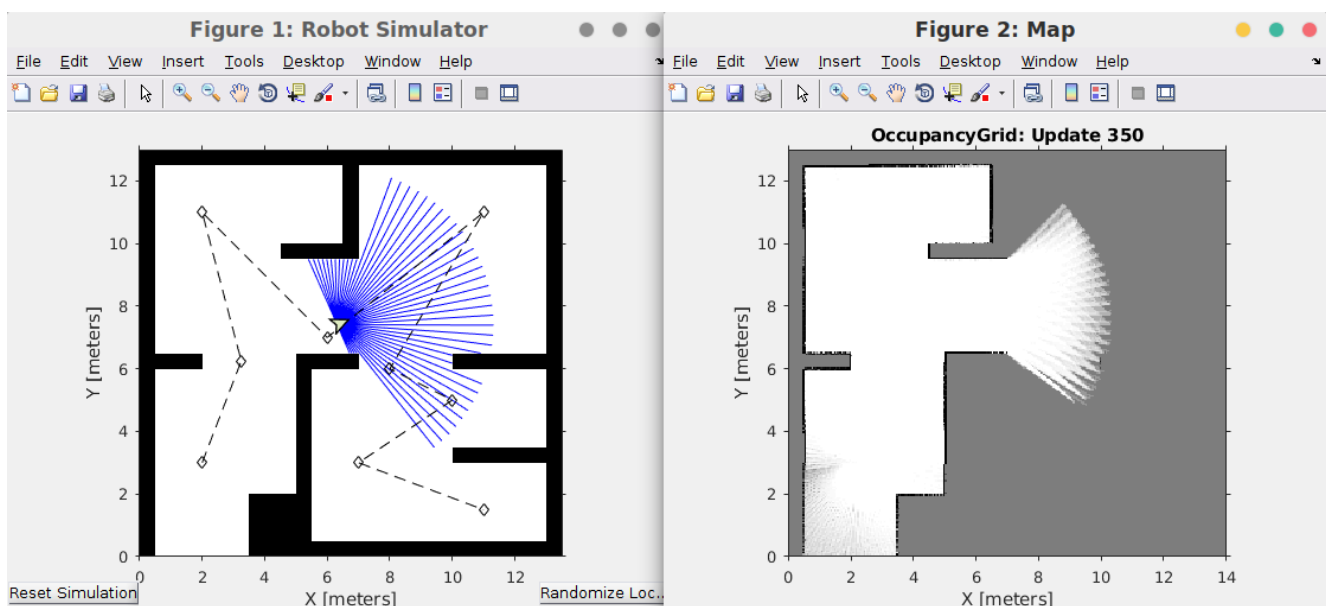 Figure 1: Robot Simulator
File Edit View Insert Tools Desktop Window Help
12
10
8
6
4
2
0
Y [meters]
0 2 4 6 8 10 12
X [meters]
Reset Simulation
Randomize Loc...
Figure 2: Map
File Edit View Insert Tools Desktop Window Help
OccupancyGrid: Update 350
12
10
8
6
4
2
0
Y [meters]
0 2 4 6 8 10 12 14
X [meters]